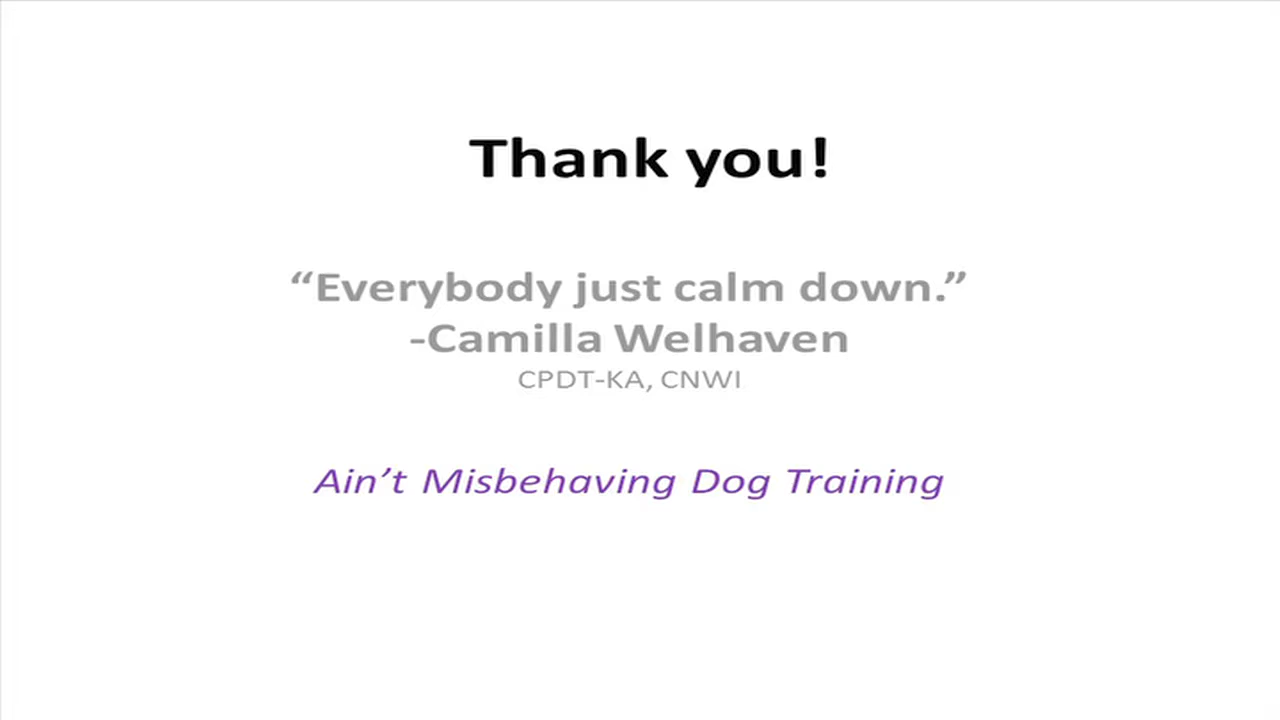 Thank you!
“Everybody just calm down.”
-Camilla Welhaven
CPDT-KA, CNWI
Ain’t Misbehaving Dog Training